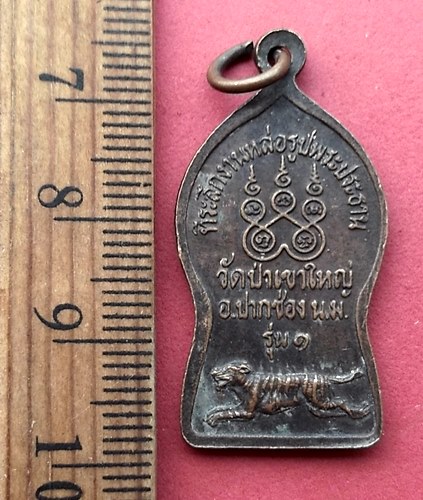 ที่ระลึกงานหล่อรูปพระประธาน
วัดป่าเขาใหญ่
อ.ปากช่อง น.ม.
รุ่น ๑
7
8
9
10